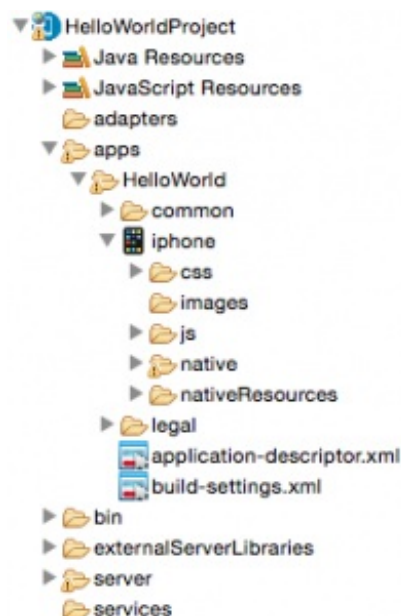 HelloWorldProject
Java Resources
JavaScript Resources
adapters
apps
HelloWorld
common
iphone
css
images
js
native
nativeResources
legal
application-descriptor.xml
build-settings.xml
bin
externalServerLibraries
server
services